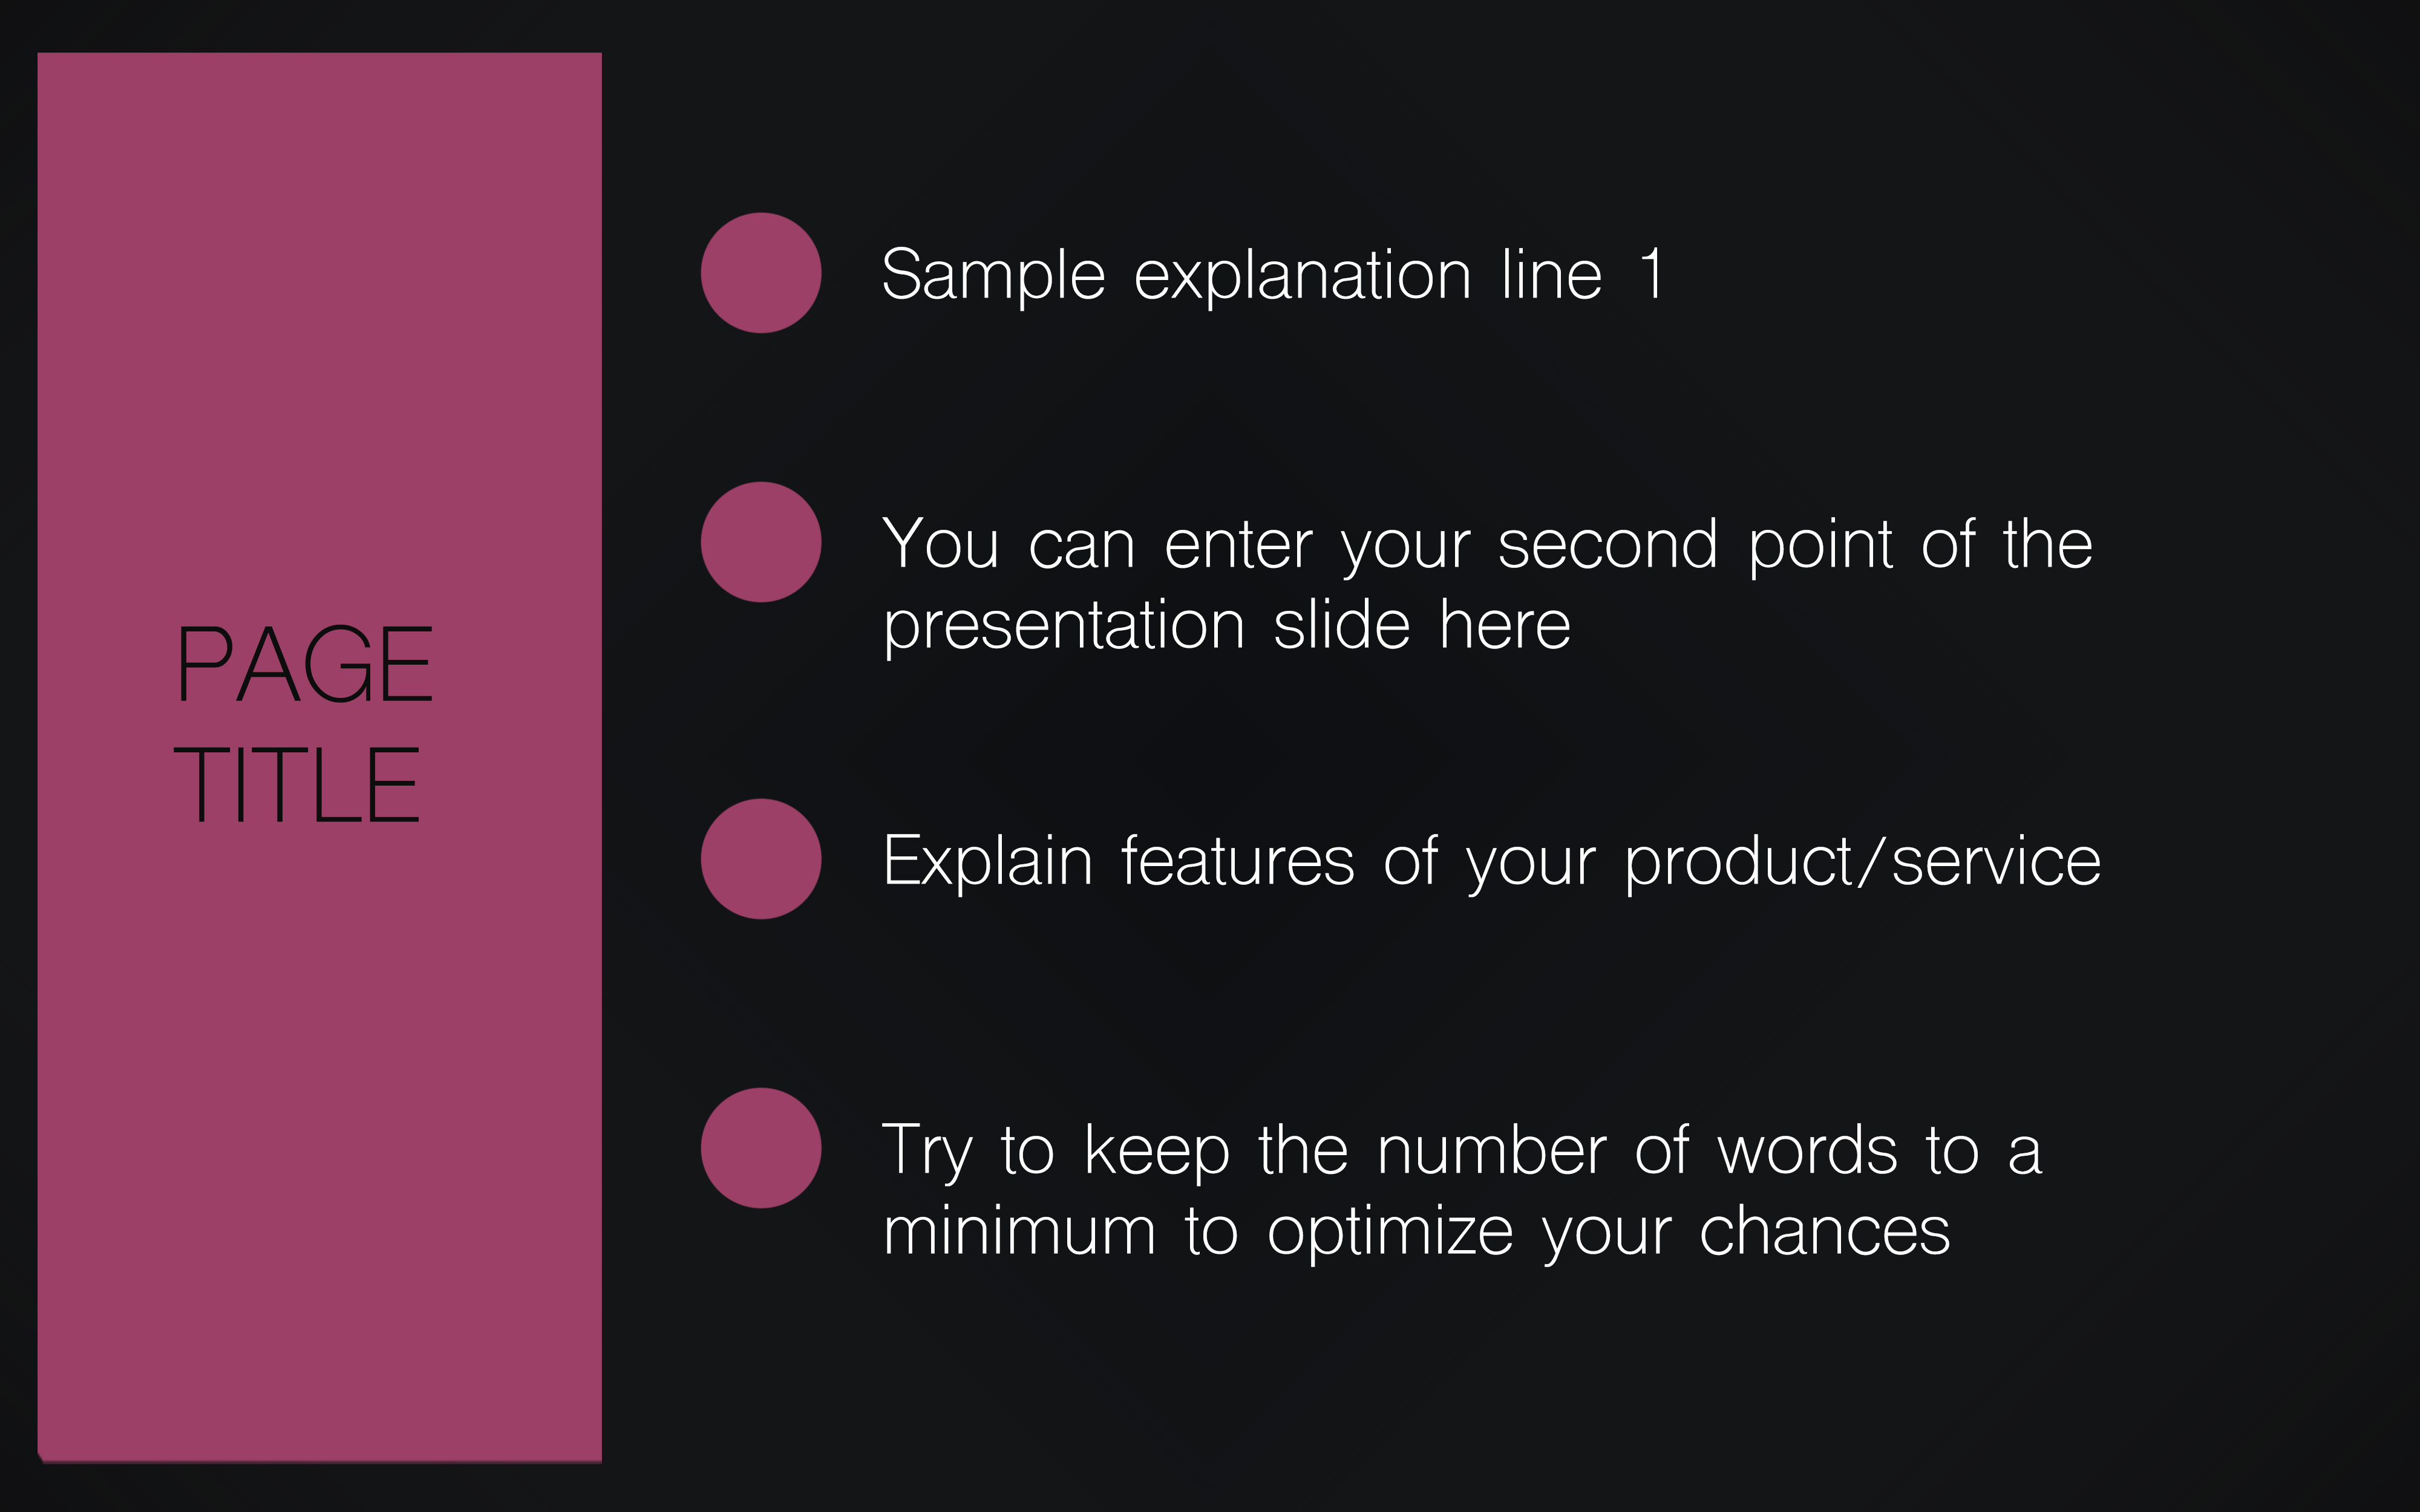 PAGE
TITLE
Sample explanation line 1
You can enter your second point of the
presentation slide here
Explain features of your product/service
Try to keep the number of words to a
minimum to optimize your chances